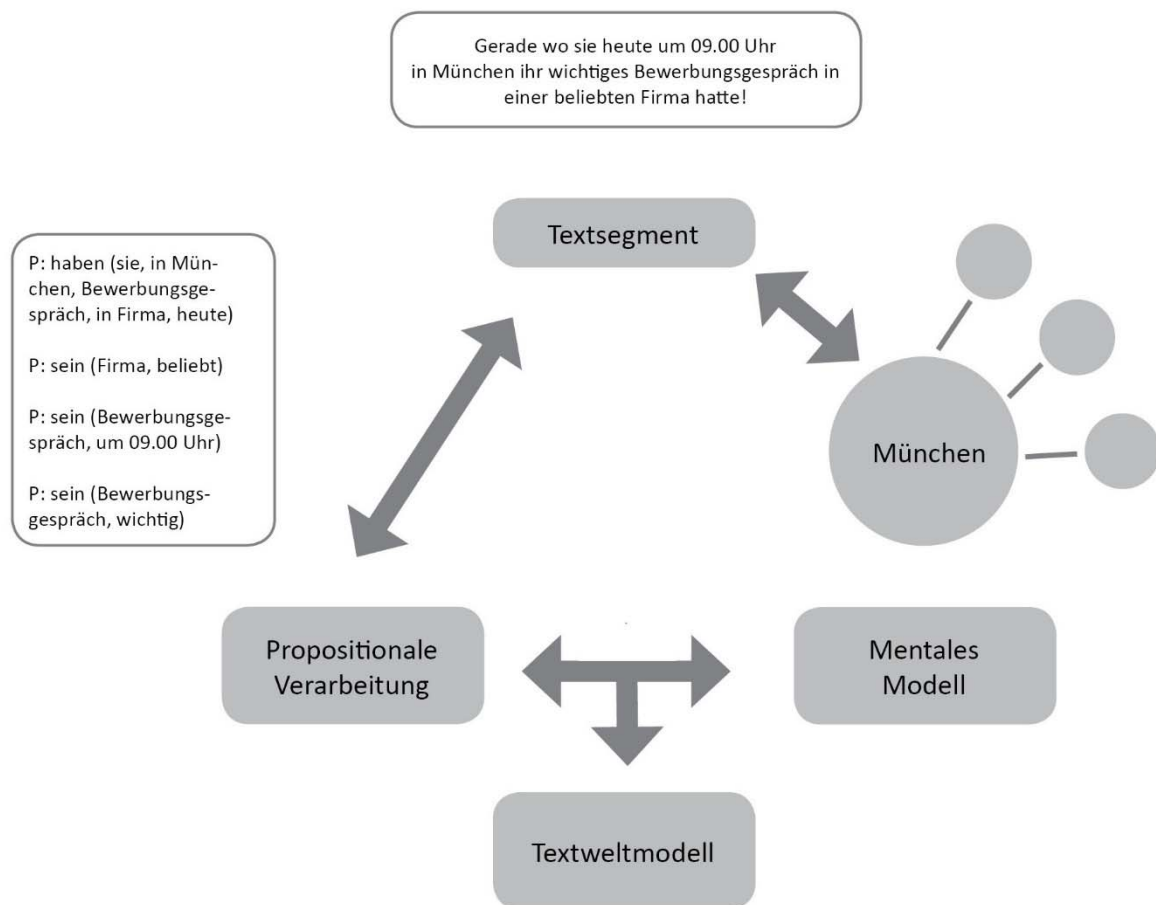 Gerade wo sie heute um 09.00 Uhr
in München ihr wichtiges Bewerbungsgespräch in
einer beliebten Firma hatte!
Textsegment
P: haben (sie, in Mün-
chen, Bewerbungsge-
spräch, in Firma, heute)
P: sein (Firma, beliebt)
P: sein (Bewerbungsge-
spräch, um 09.00 Uhr)
P: sein (Bewerbungs-
gespräch, wichtig)
München
Propositionale
Verarbeitung
Mentales
Modell
Textweltmodell